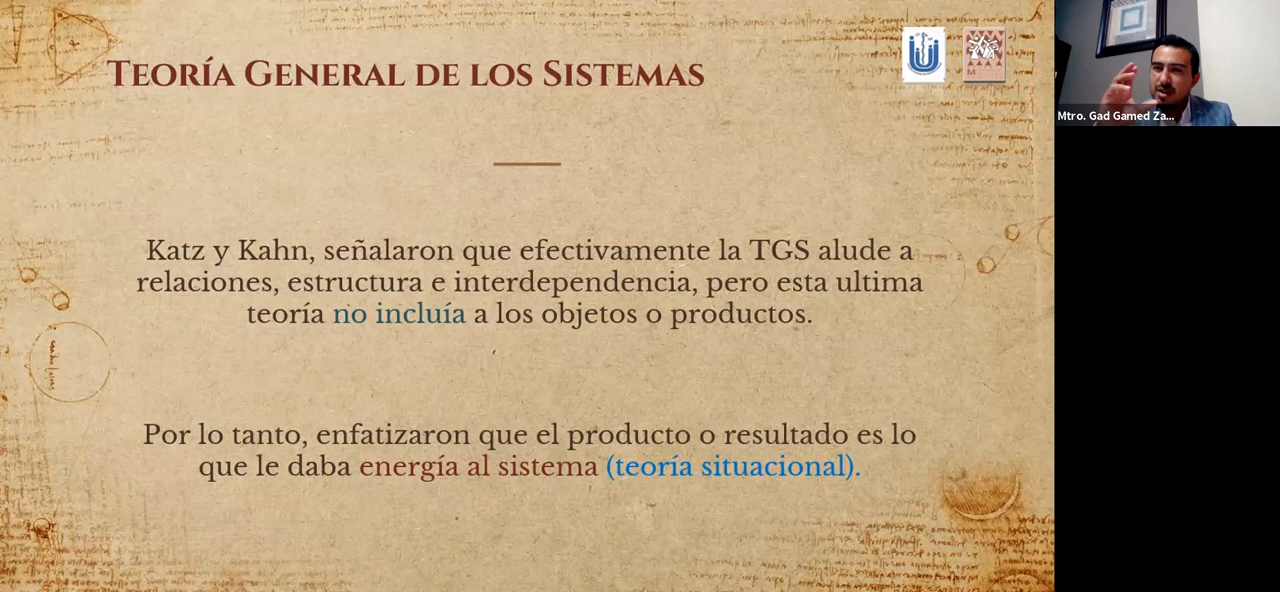 TEORÍA GENERAL DE LOS SISTEMAS
Mtro. Gad Gamed Za...
Katz y Kahn, señalaron que efectivamente la TGS alude a
relaciones, estructura e interdependencia, pero esta ultima
teoría no incluía a los objetos o productos.
Por lo tanto, enfatizaron que el producto o resultado es lo
que le daba energía al sistema (teoría situacional).